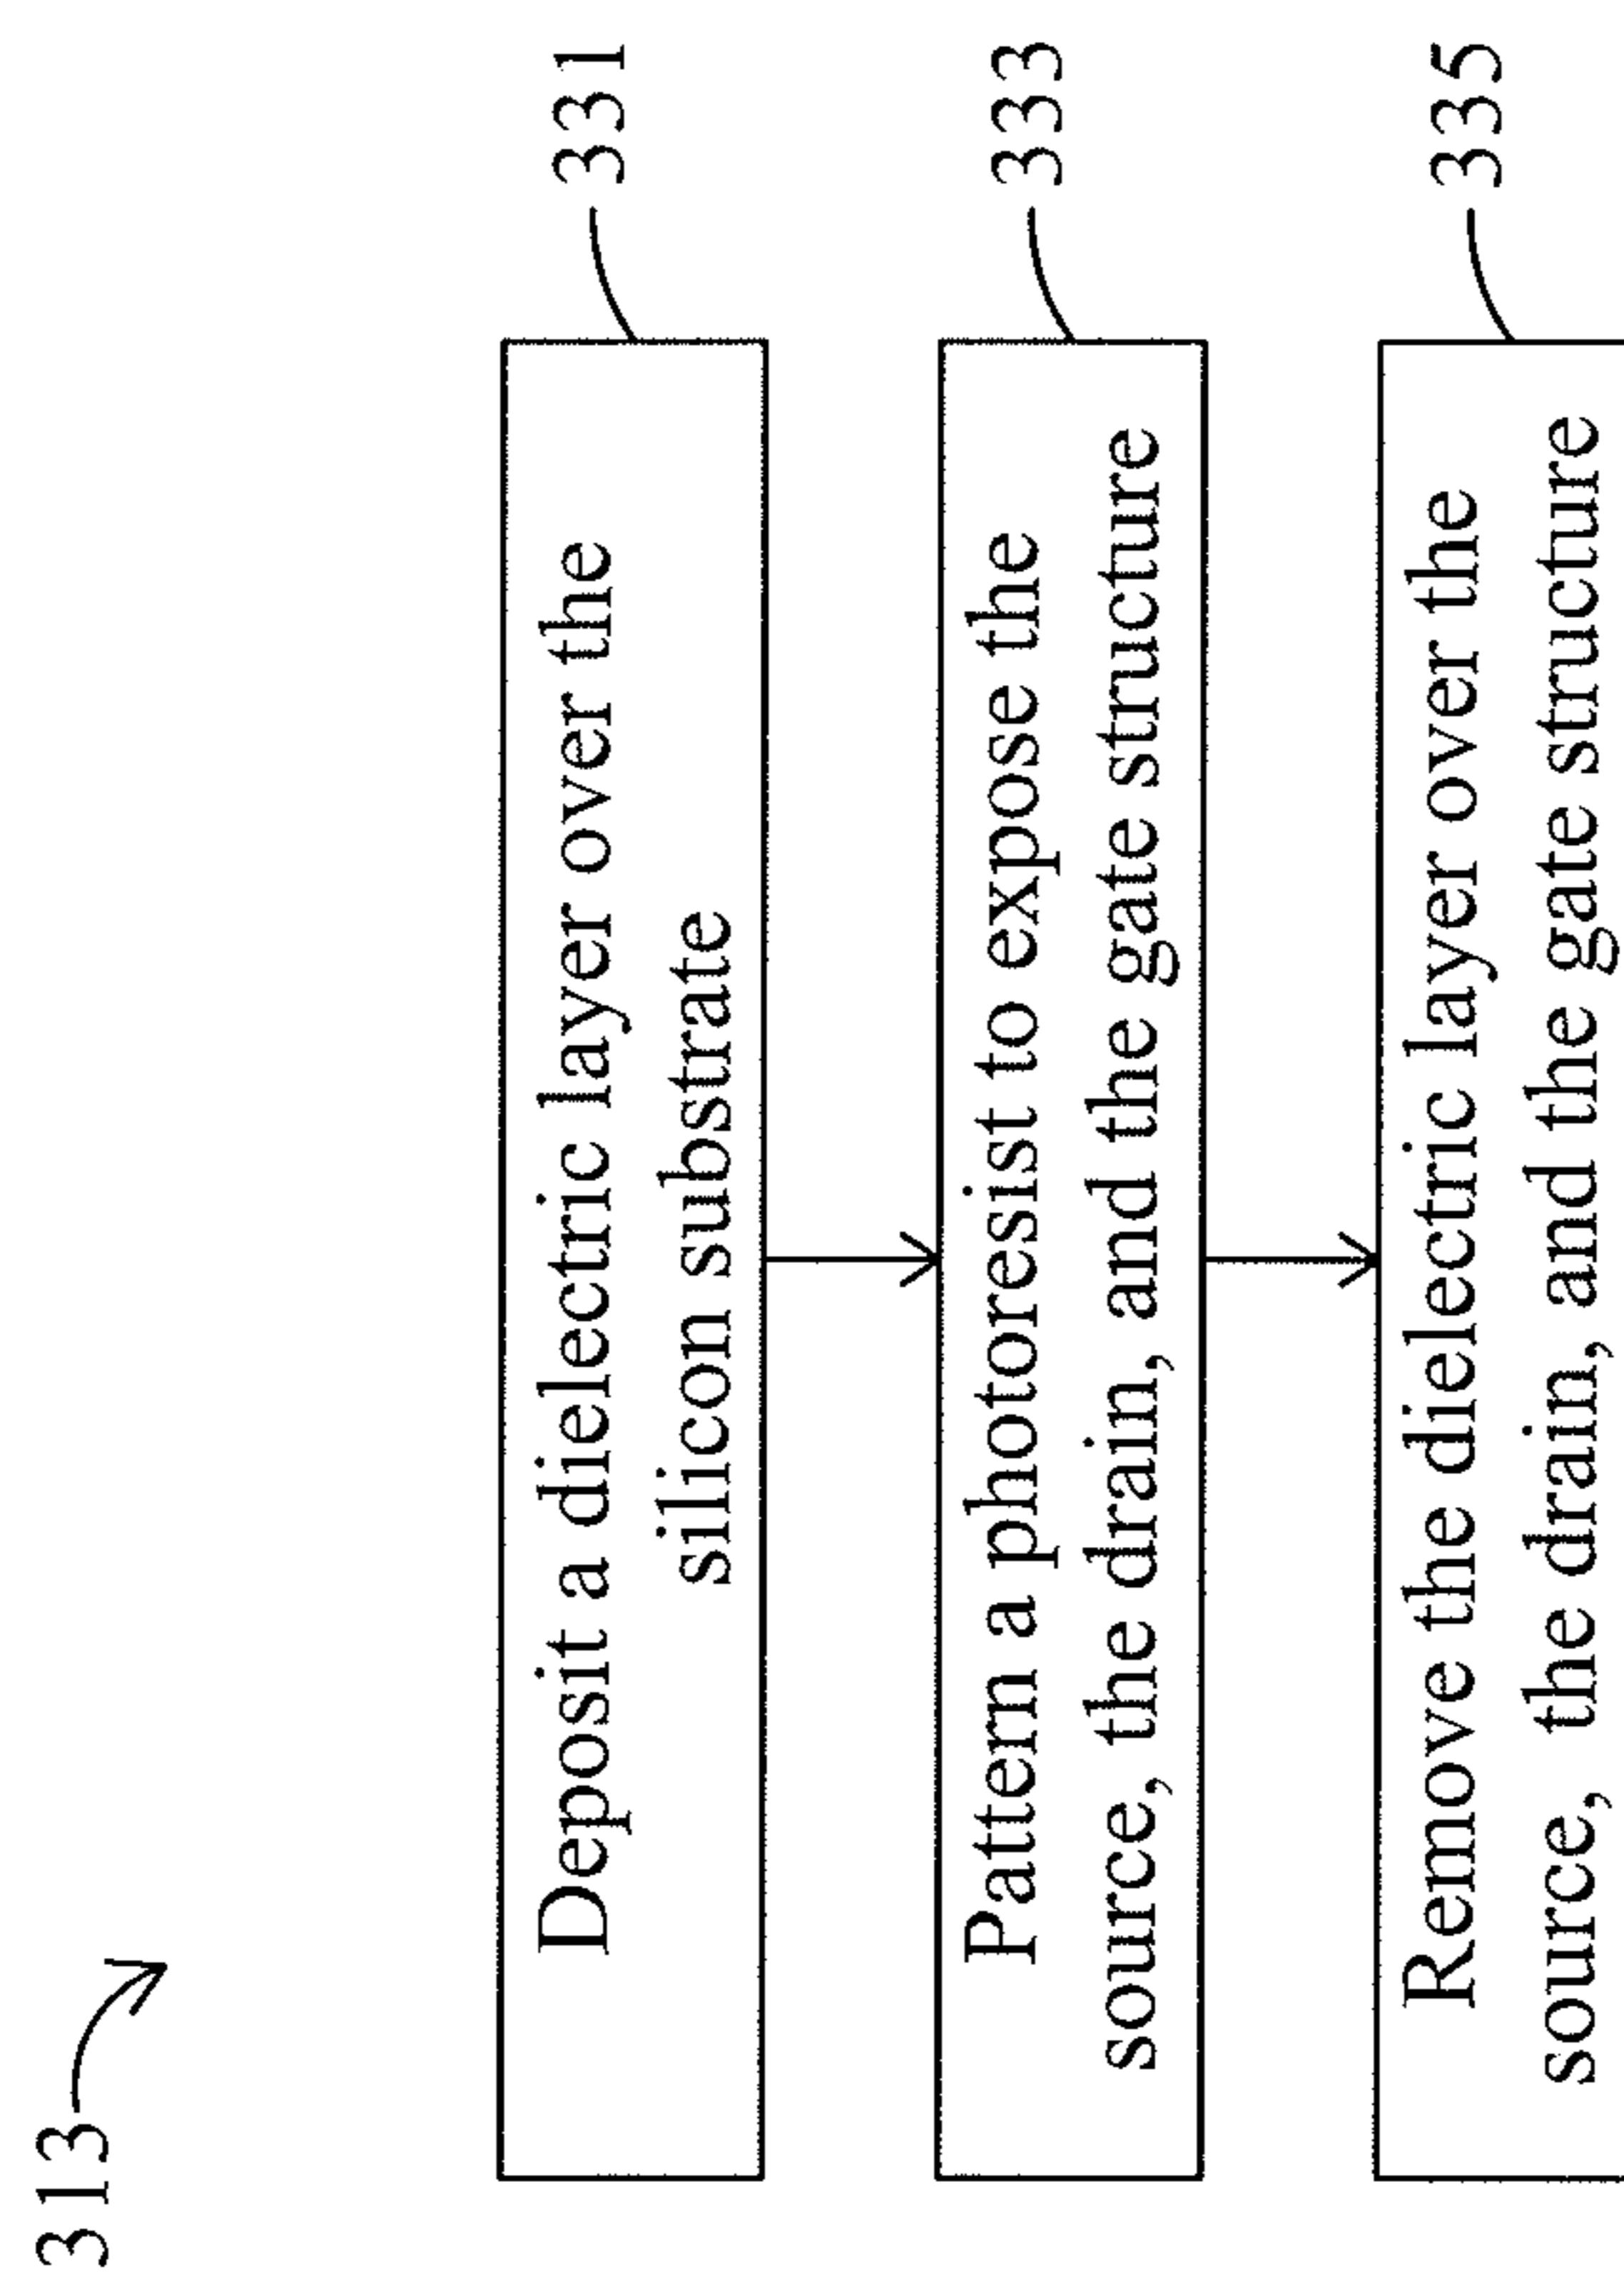 313
Deposit a dielectric layer over the
silicon substrate
331
Pattern a photoresist to expose the
source, the drain, and the gate structure
333
Remove the dielectric layer over the
source, the drain, and the gate structure
335